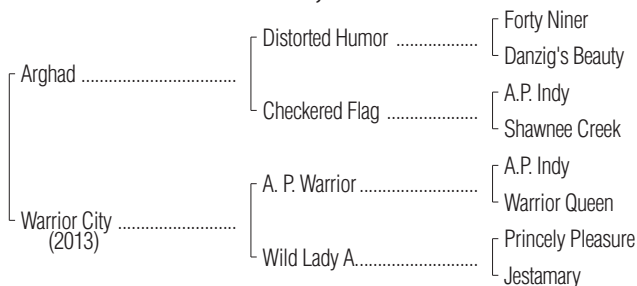 Forty Niner
Distorted Humor ..................
Danzig's Beauty
Arghad ..................................
A.P. Indy
Checkered Flag ....................
Shawnee Creek
A.P. Indy
A. P. Warrior ..........................
Warrior Queen
Warrior City ..........................
(2013)
Princely Pleasure
Wild Lady A...........................
Jestamary